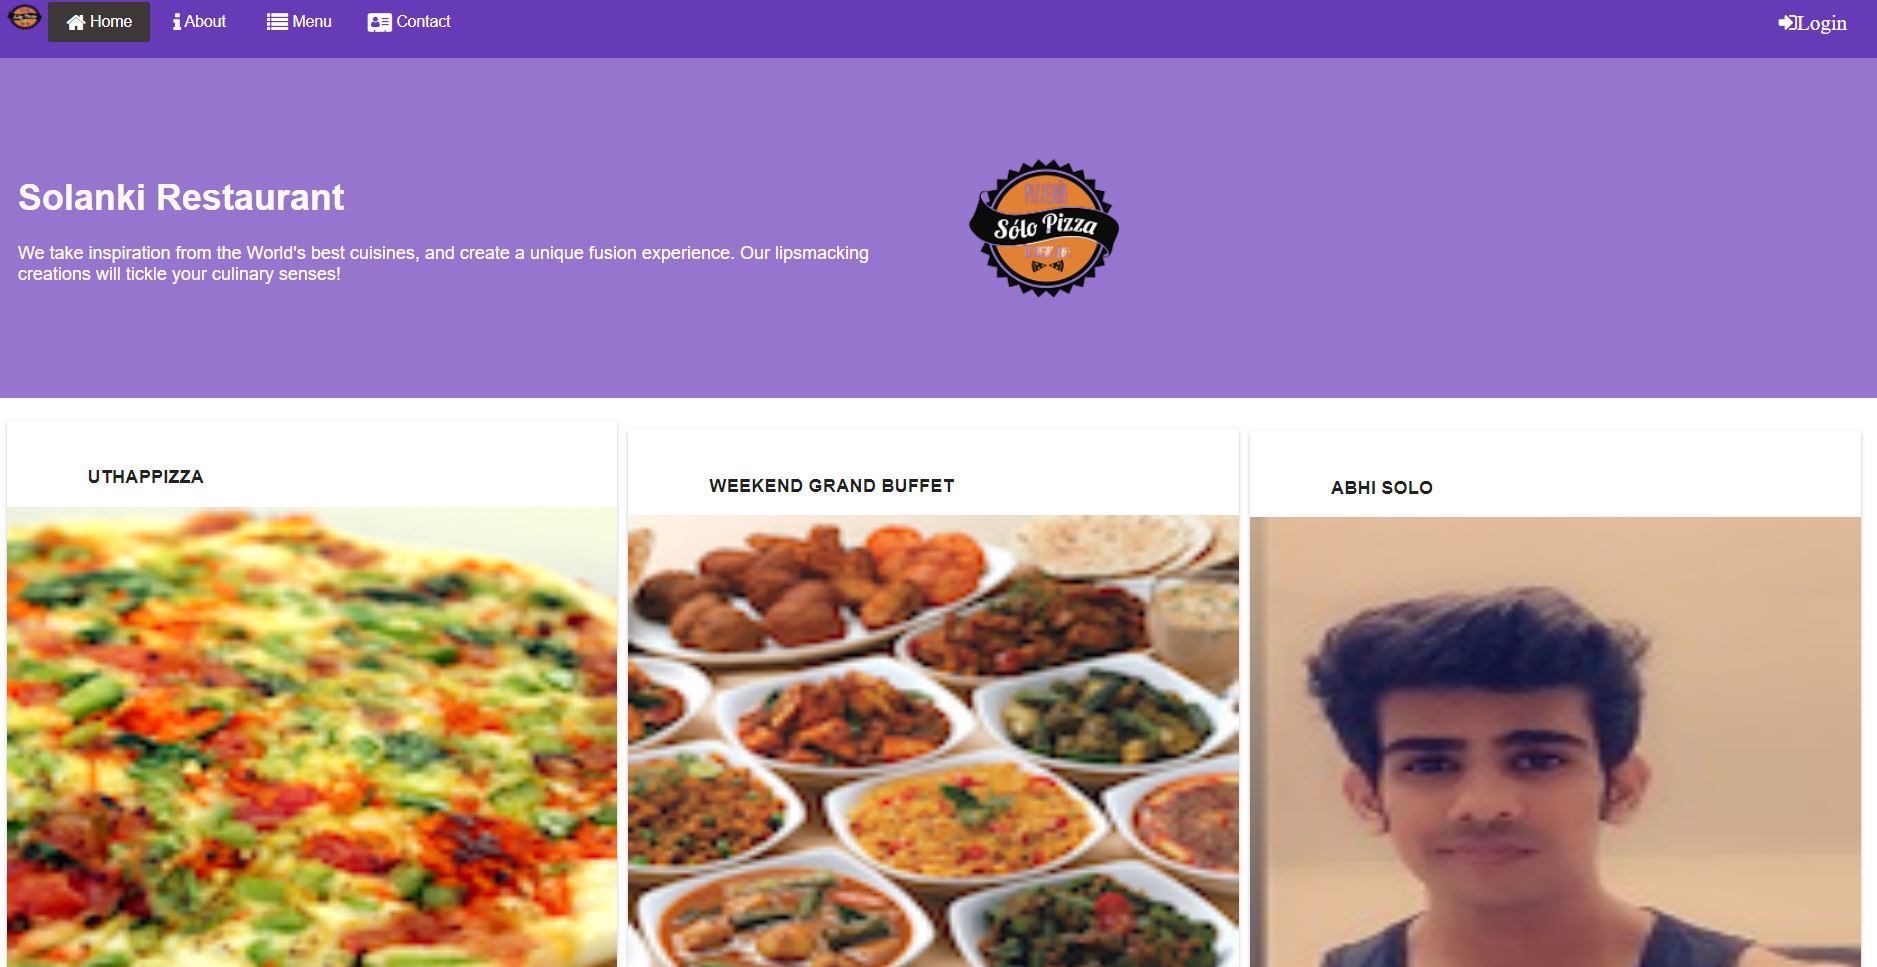 Home
About
Menu
Contact
Login
Solanki Restaurant
We take inspiration from the World's best cuisines, and create a unique fusion experience. Our lipsmacking
creations will tickle your culinary senses!
PIZZERIA
Sólo Pizza
UTHAPPIZZA
WEEKEND GRAND BUFFET
ABHI SOLO